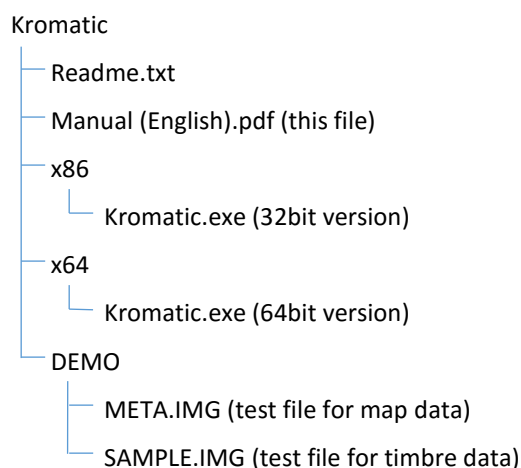 Kromatic
Readme.txt
Manual (English).pdf (this file)
x86
Kromatic.exe (32bit version)
x64
Kromatic.exe (64bit version)
DEMO
META.IMG (test file for map data)
SAMPLE.IMG (test file for timbre data)